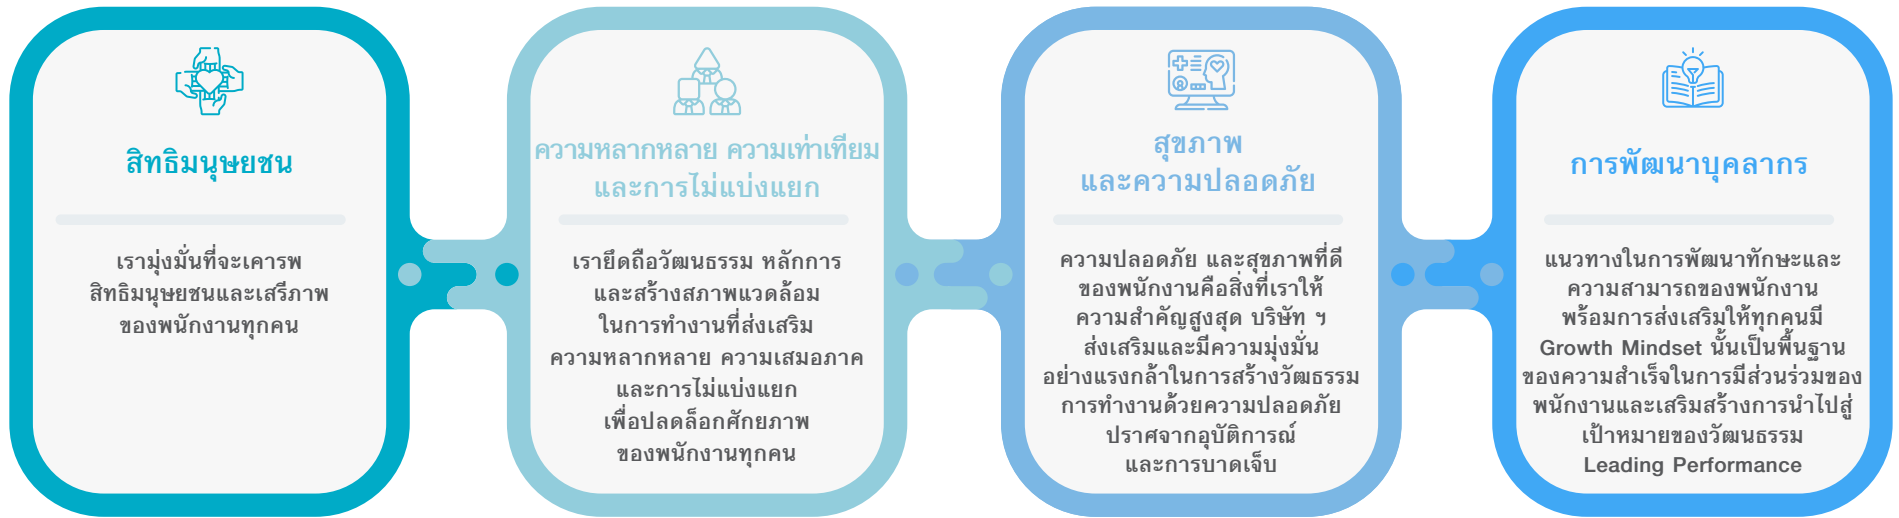 สิทธิมนุษยชน
เรามุ่งมั่นที่จะเคารพ
สิทธิมนุษยชนและเสรีภาพ
ของพนักงานทุกคน
ความหลากหลาย ความเท่าเทียม
และการไม่แบ่งแยก
เรายึดถือวัฒนธรรม หลักการ
และสร้างสภาพแวดล้อม
ในการทำงานที่ส่งเสริม
ความหลากหลาย ความเสมอภาค
และการไม่แบ่งแยก
เพื่อปลดล็อกศักยภาพ
ของพนักงานทุกคน
สุขภาพ
และความปลอดภัย
ความปลอดภัย และสุขภาพที่ดี
ของพนักงานคือสิ่งที่เราให้
ความสำคัญสูงสุด บริษัท ฯ
ส่งเสริมและมีความมุ่งมั่น
อย่างแรงกล้าในการสร้างวัฒธรรม
การทำงานด้วยความปลอดภัย
ปราศจากอุบัติการณ์
และการบาดเจ็บ
การพัฒนาบุคลากร
แนวทางในการพัฒนาทักษะและ
ความสามารถของพนักงาน
พร้อมการส่งเสริมให้ทุกคนมี
Growth Mindset นั้นเป็นพื้นฐาน
ของความสำเร็จในการมีส่วนร่วมของ
พนักงานและเสริมสร้างการนำไปสู่
เป้าหมายของวัฒนธรรม
Leading Performance